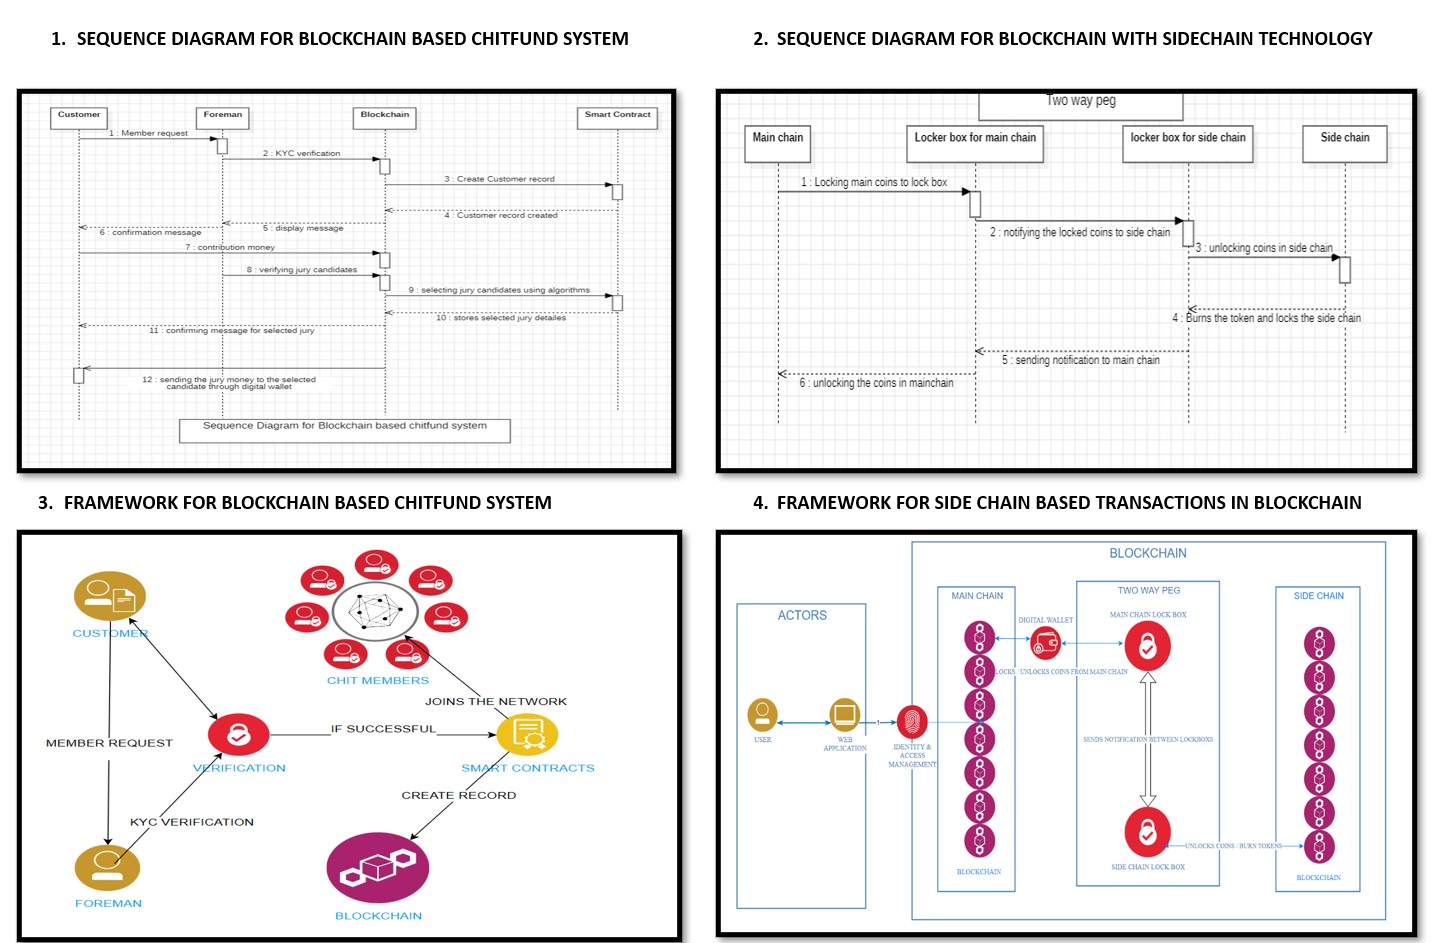 1. SEQUENCE DIAGRAM FOR BLOCKCHAIN BASED CHITFUND SYSTEM
Customer
Foreman
Blockchain
Smart Contract
1 : Member request
2 : KYC verification
3 : Create Customer record
4 : Customer record created
5 : display message
6 : confirmation message
7 : contribution money
8 : verifying jury candidates
9 : selecting jury candidates using algorithms
10 : stores selected jury detailes
11 : confirming message for selected jury
12 : sending the jury money to the selected
candidate through digital wallet
Sequence Diagram for Blockchain based chitfund system
2. SEQUENCE DIAGRAM FOR BLOCKCHAIN WITH SIDECHAIN TECHNOLOGY
Two way peg
Main chain
Locker box for main chain
locker box for side chain
Side chain
1 : Locking main coins to lock box
2 : notifying the locked coins to side chain
3 : unlocking coins in side chain
4 : Burns the token and locks the side chain
5 : sending notification to main chain
6 : unlocking the coins in mainchain
3. FRAMEWORK FOR BLOCKCHAIN BASED CHITFUND SYSTEM
CUSTOMER
CHIT MEMBERS
JOINS THE NETWORK
IF SUCCESSFUL
MEMBER REQUEST
VERIFICATION
SMART CONTRACTS
CREATE RECORD
KYC VERIFICATION
FOREMAN
BLOCKCHAIN
4. FRAMEWORK FOR SIDE CHAIN BASED TRANSACTIONS IN BLOCKCHAIN
BLOCKCHAIN
ACTORS
MAIN CHAIN
TWO WAY PEG
SIDE CHAIN
MAIN CHAIN LOCK BOX
DIGITAL WALLET
LOCKS / UNLOCKS COINS FROM MAIN CHAIN
1
USER
WEB
APPLICATION
IDENTITY &
ACCESS
MANAGEMENT
SENDS NOTIFICATION BETWEEN LOCKBOXS
UNLOCKS COINS / BURN TOKENS
SIDE CHAIN LOCK BOX
BLOCKCHAIN
BLOCKCHAIN